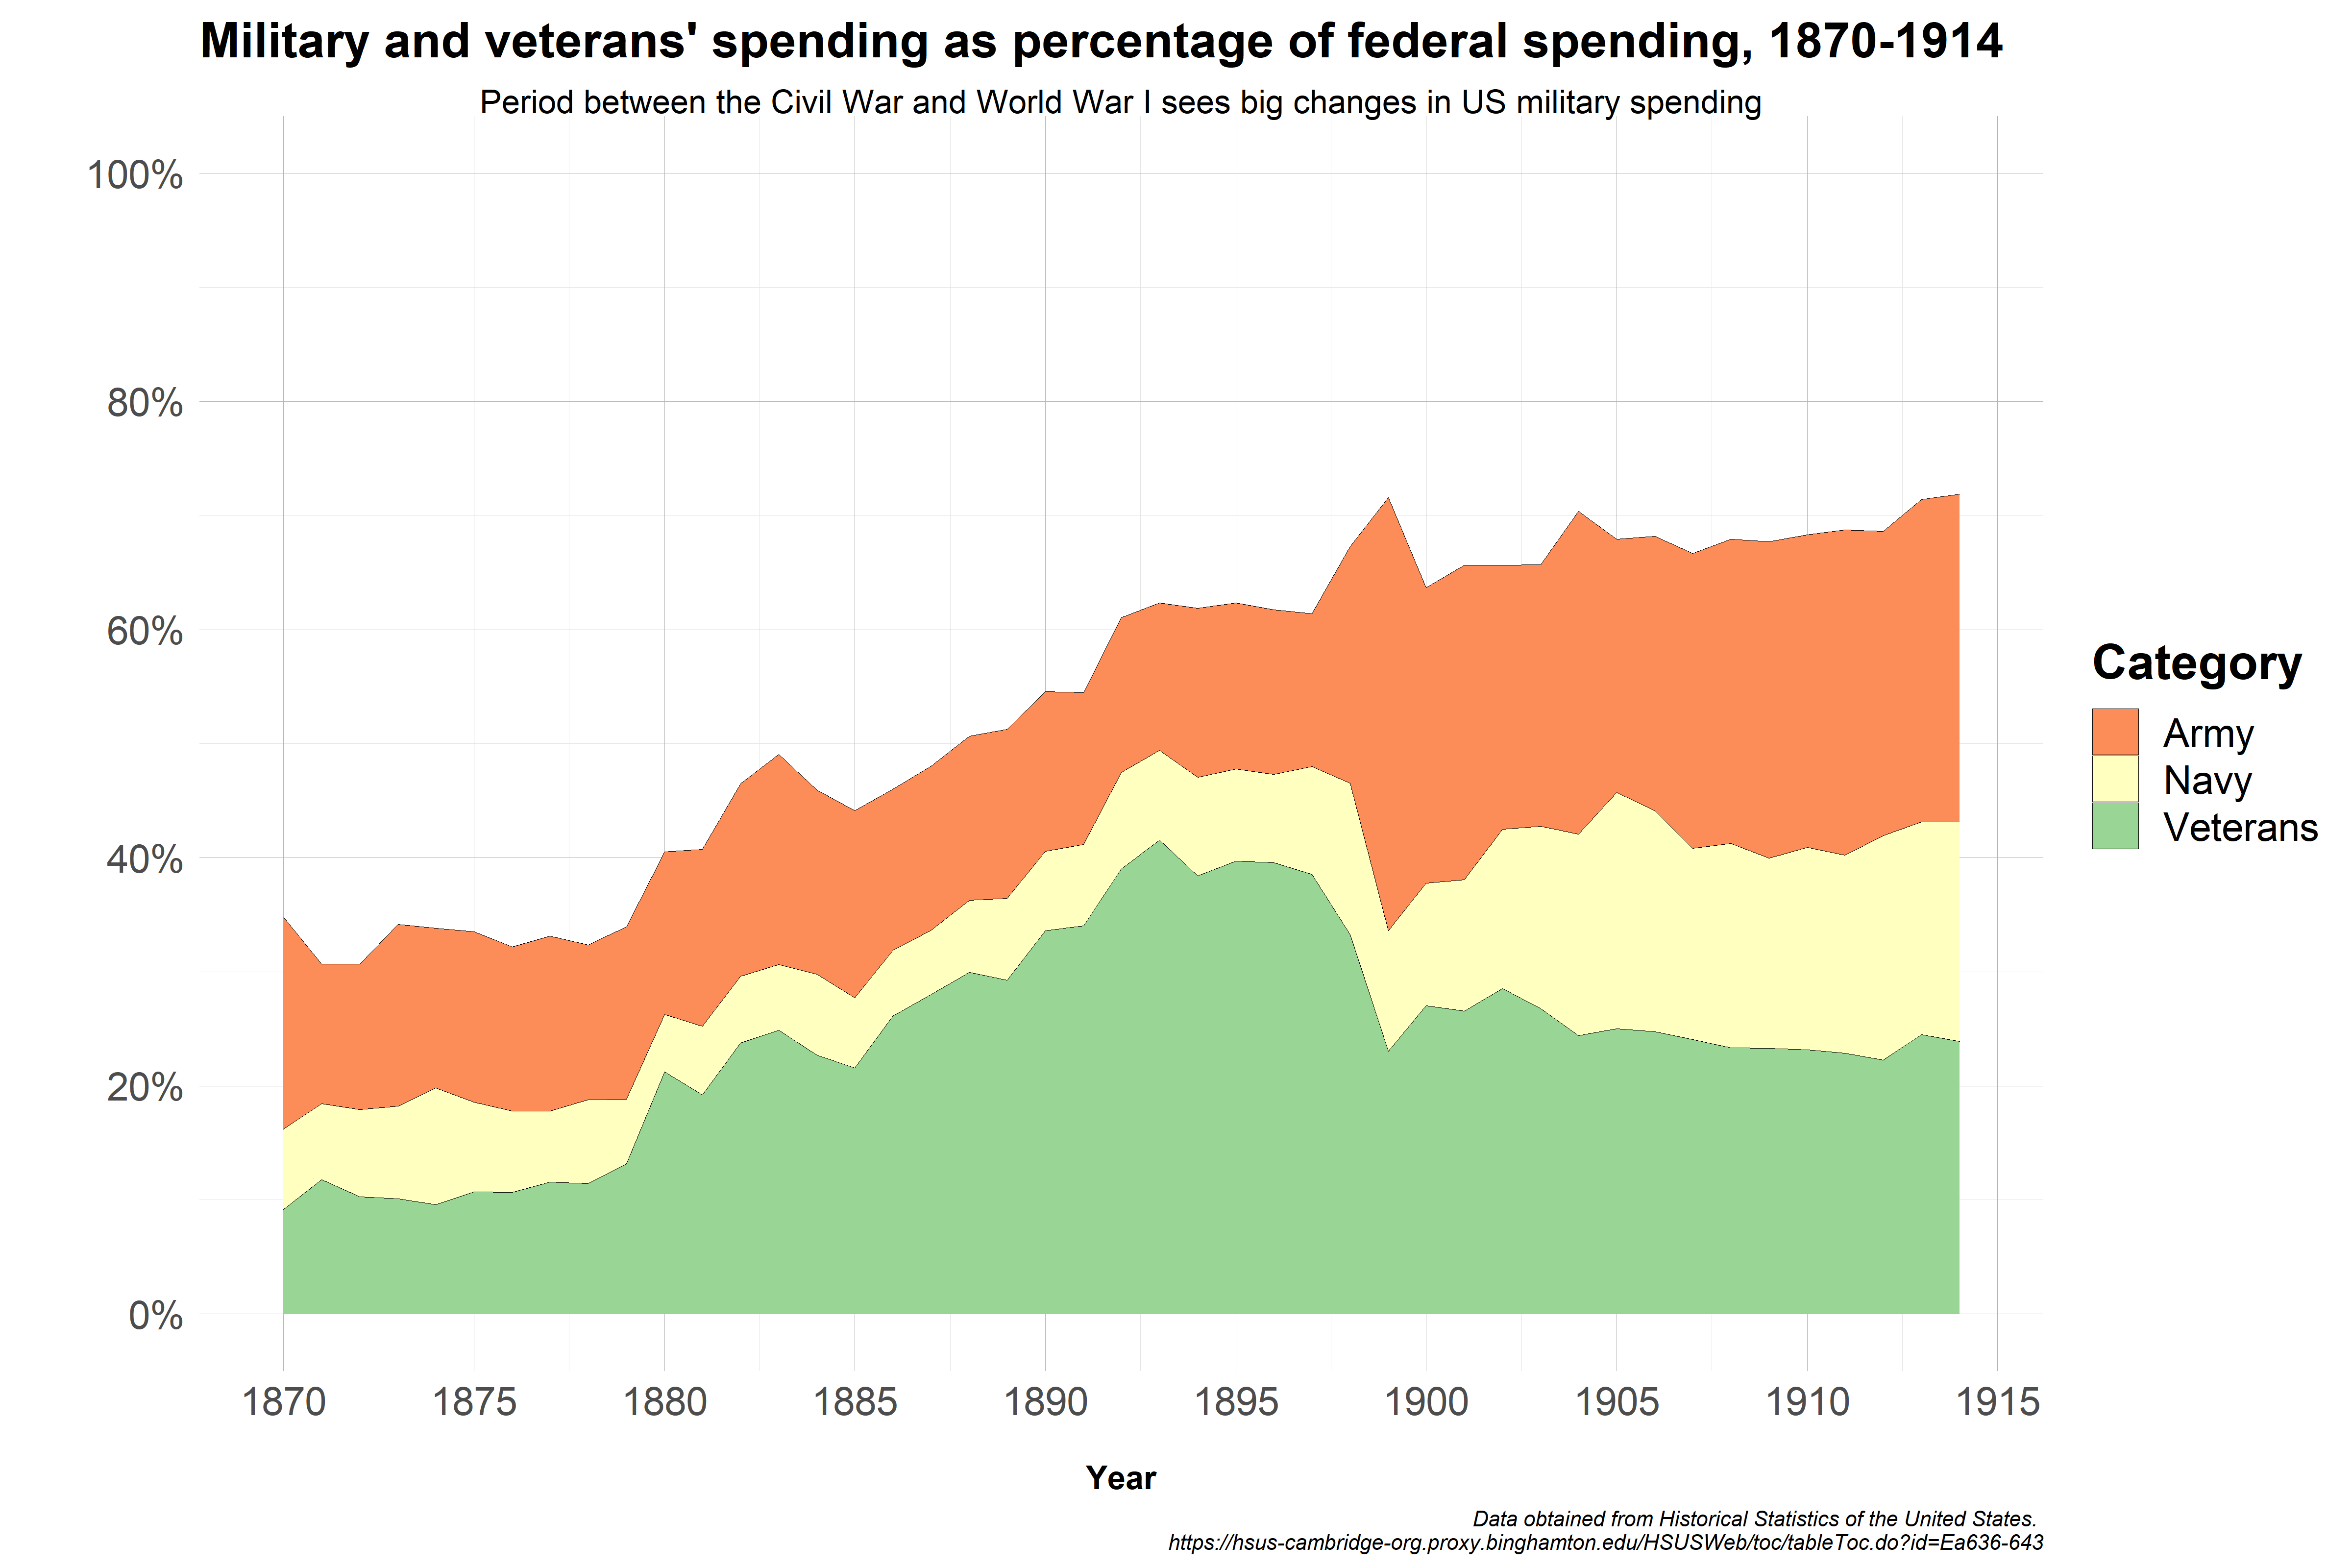 Military and veterans' spending as percentage of federal spending, 1870-1914
Period between the Civil War and World War I sees big changes in US military spending
100%
80%
60%
40%
20%
0%
1870 1875 1880 1885 1890 1895 1900 1905 1910 1915
Year
Category
Army
Navy
Veterans
Data obtained from Historical Statistics of the United States.
https://hsus-cambridge-org.proxy.binghamton.edu/HSUSWeb/toc/tableToc.do?id=Ea636-643